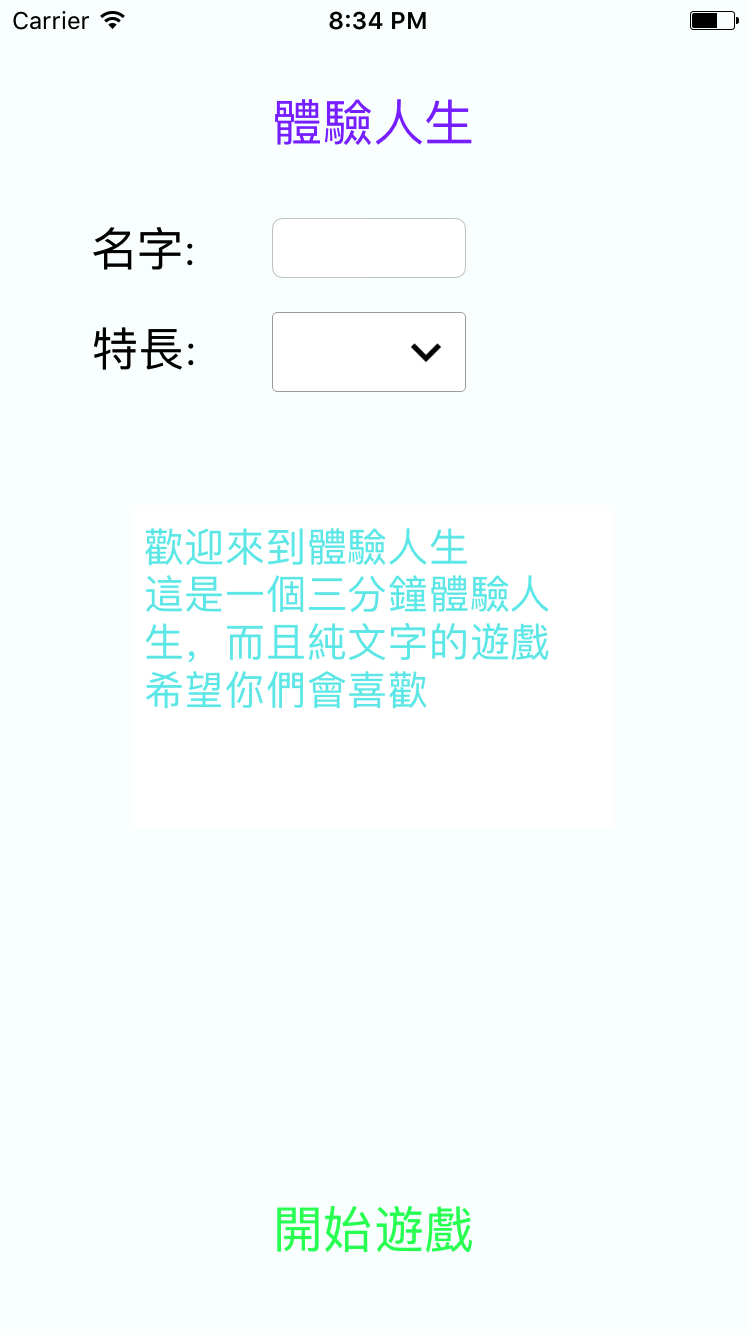 Carrier 8:34 PM
體驗人生
名字:
特長:
歡迎來到體驗人生
這是一個三分鐘體驗人
生，而且純文字的遊戲
希望你們會喜歡
開始遊戲